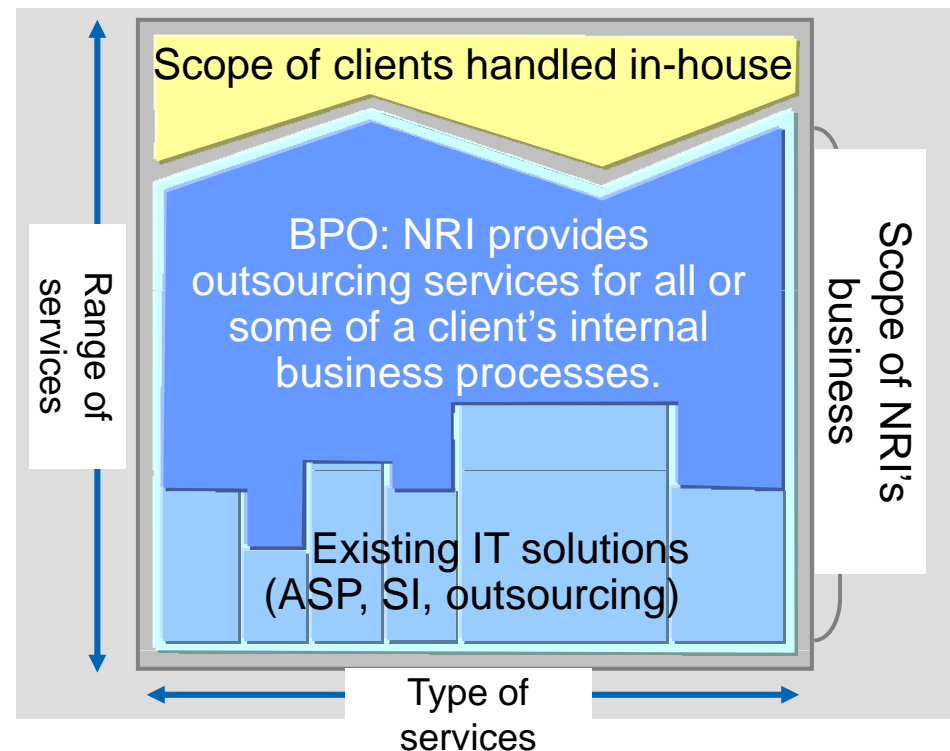 Scope of clients handled in-house
BPO: NRI provides
outsourcing services for all or
some of a client's internal
business processes.
Range of
services
Scope of NRI's
business
Existing IT solutions
(ASP, SI, outsourcing)
Type of
services